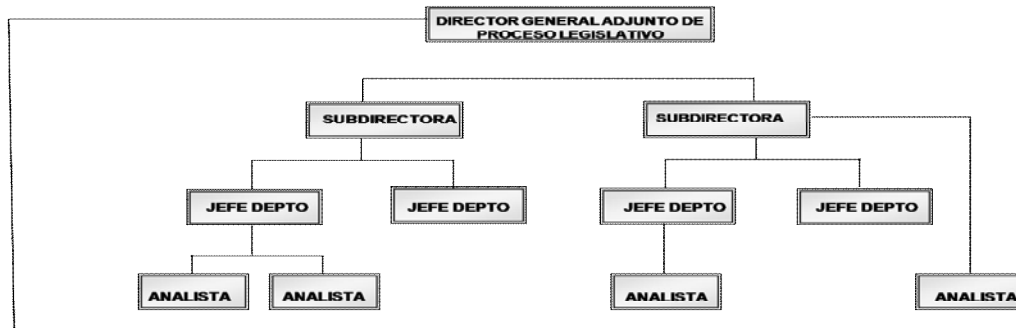 DIRECTOR GENERAL ADJUNTO DE
PROCESO LEGISLATIVO
SUBDIRECTORA
SUBDIRECTORA
JEFE DEPTO
JEFE DEPTO
JEFE DEPTO
JEFE DEPTO
ANALISTA
ANALISTA
ANALISTA
ANALISTA